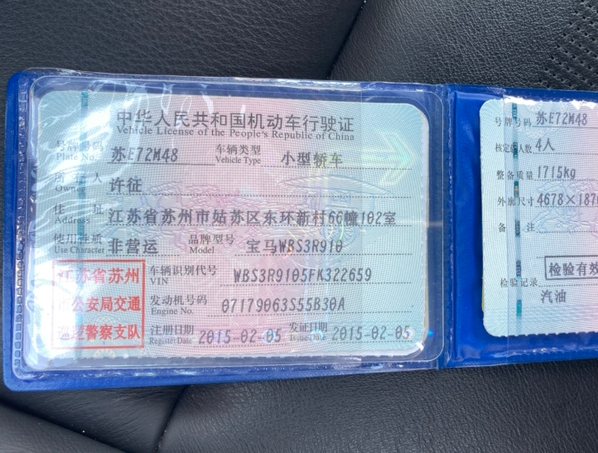 中华人民共和国机动车行驶证
Vehicle License of the People's Republic of China
号牌号码 Plate No. 苏E72M48 车辆类型 Vehicle Type 小型轿车
所有人 Owner 许征
住址 Address 江苏省苏州市姑苏区东环新村66幢102室
使用性质 Use Character 非营运 品牌型号 Model 宝马WBS3R910
江苏省苏州
市公安局交通
巡逻警察支队
车辆识别代号 VIN WBS3R9105FK322659
发动机号码 Engine No. 07179063S55B30A
注册日期 Register Date 2015-02-05 发证日期 Issue Date 2015-02-05
号牌号码 苏E72M48
核定载人数 4人
整备质量 1715kg
外廓尺寸 4678×187
备注
检验有效
检验记录
汽油